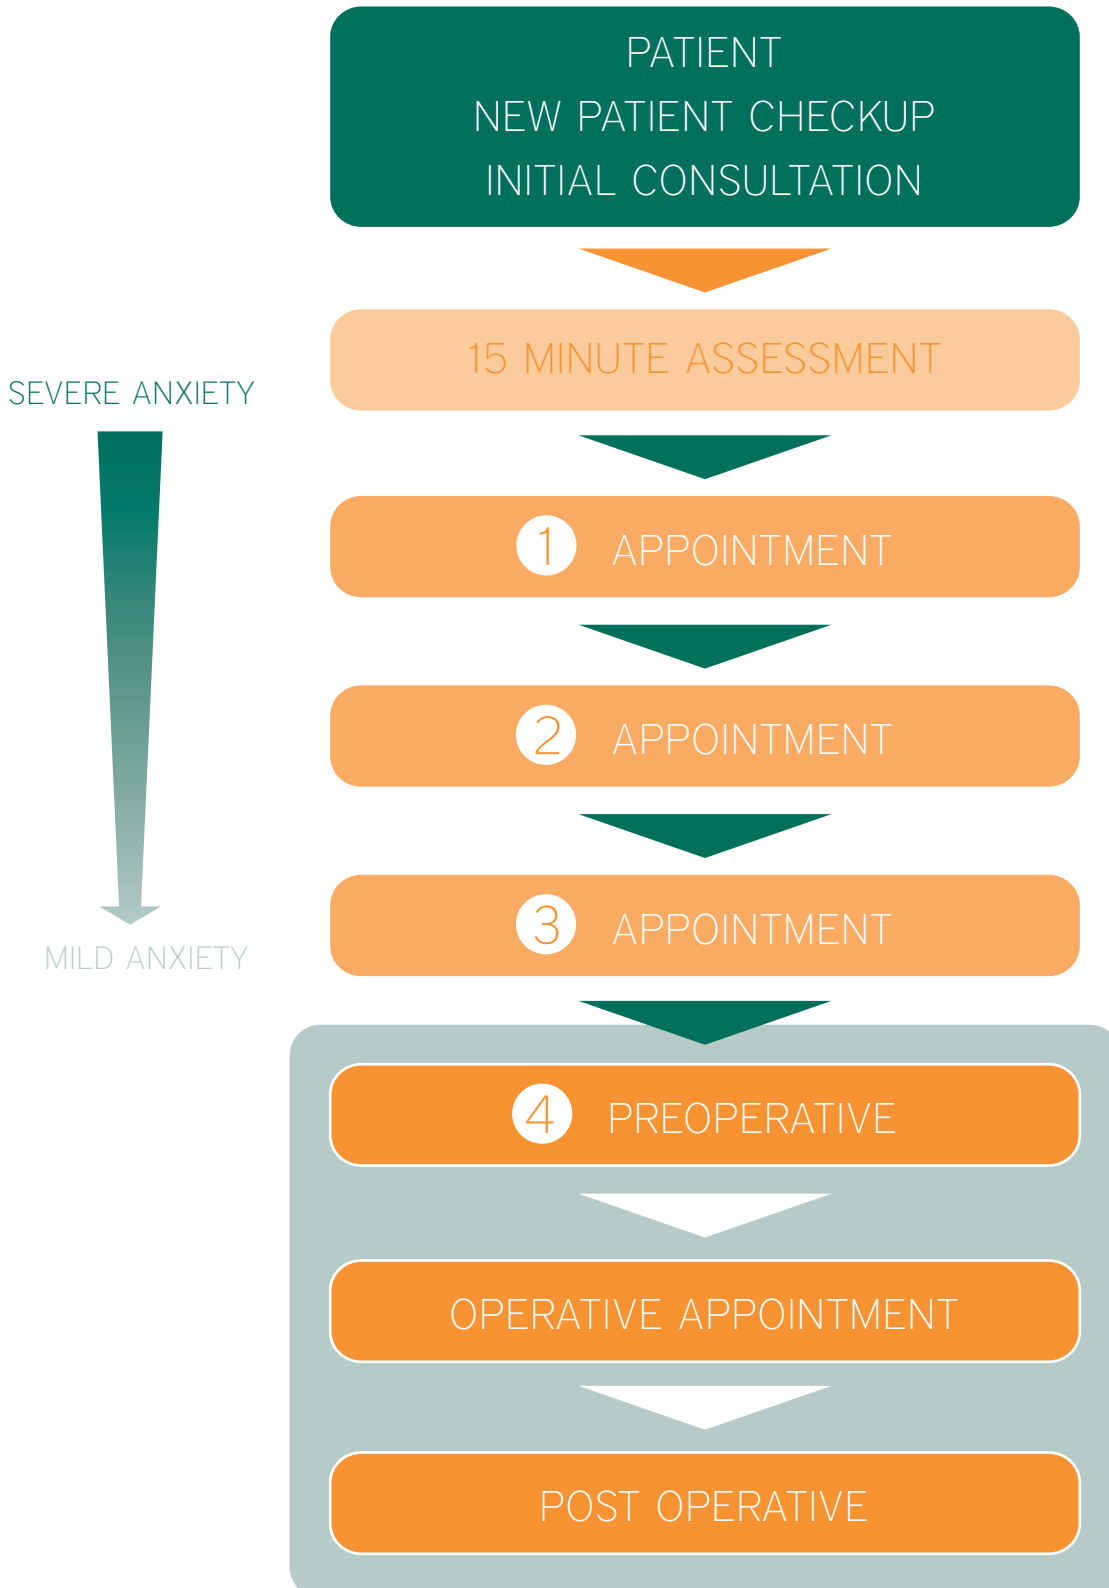 PATIENT
NEW PATIENT CHECKUP
INITIAL CONSULTATION
15 MINUTE ASSESSMENT
SEVERE ANXIETY
1 APPOINTMENT
2 APPOINTMENT
3 APPOINTMENT
MILD ANXIETY
4 PREOPERATIVE
OPERATIVE APPOINTMENT
POST OPERATIVE